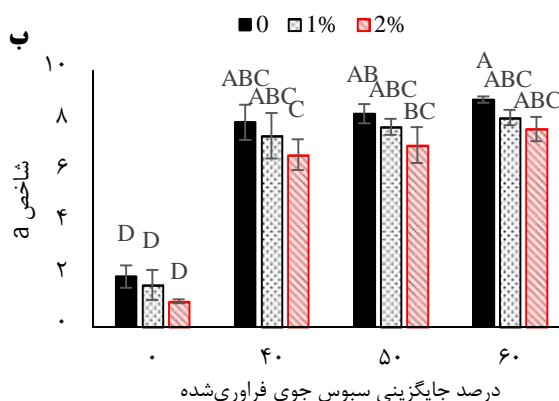 ب
0 1% 2%
۱۰
۸
۶
۴
۲
۰
شاخص a
D D D
ABC ABC C
AB ABC BC
A ABC ABC
۰ ۴۰ ۵۰ ۶۰
درصد جایگزینی سبوس جوی فراوری‌شده